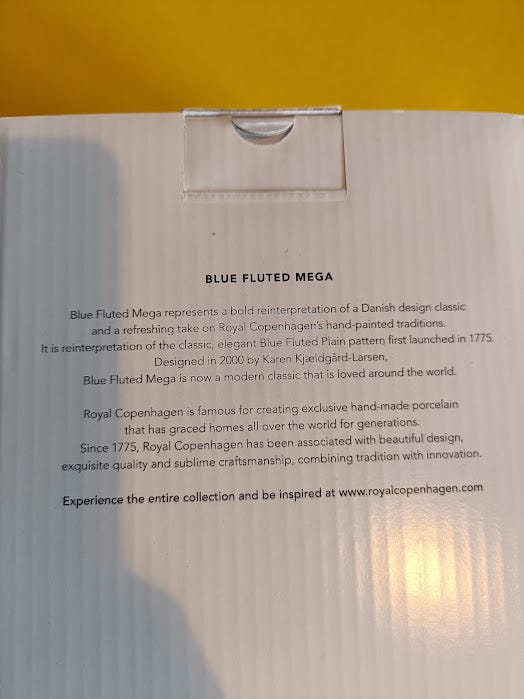 BLUE FLUTED MEGA
Blue Fluted Mega represents a bold reinterpretation of a Danish design classic
and a refreshing take on Royal Copenhagen's hand-painted traditions.
It is reinterpretation of the classic, elegant Blue Fluted Plain pattern first launched in 1775.
Designed in 2000 by Karen Kjældgård-Larsen,
Blue Fluted Mega is now a modern classic that is loved around the world.
Royal Copenhagen is famous for creating exclusive hand-made porcelain
that has graced homes all over the world for generations.
Since 1775, Royal Copenhagen has been associated with beautiful design,
exquisite quality and sublime craftsmanship, combining tradition with innovation.
Experience the entire collection and be inspired at www.royalcopenhagen.com